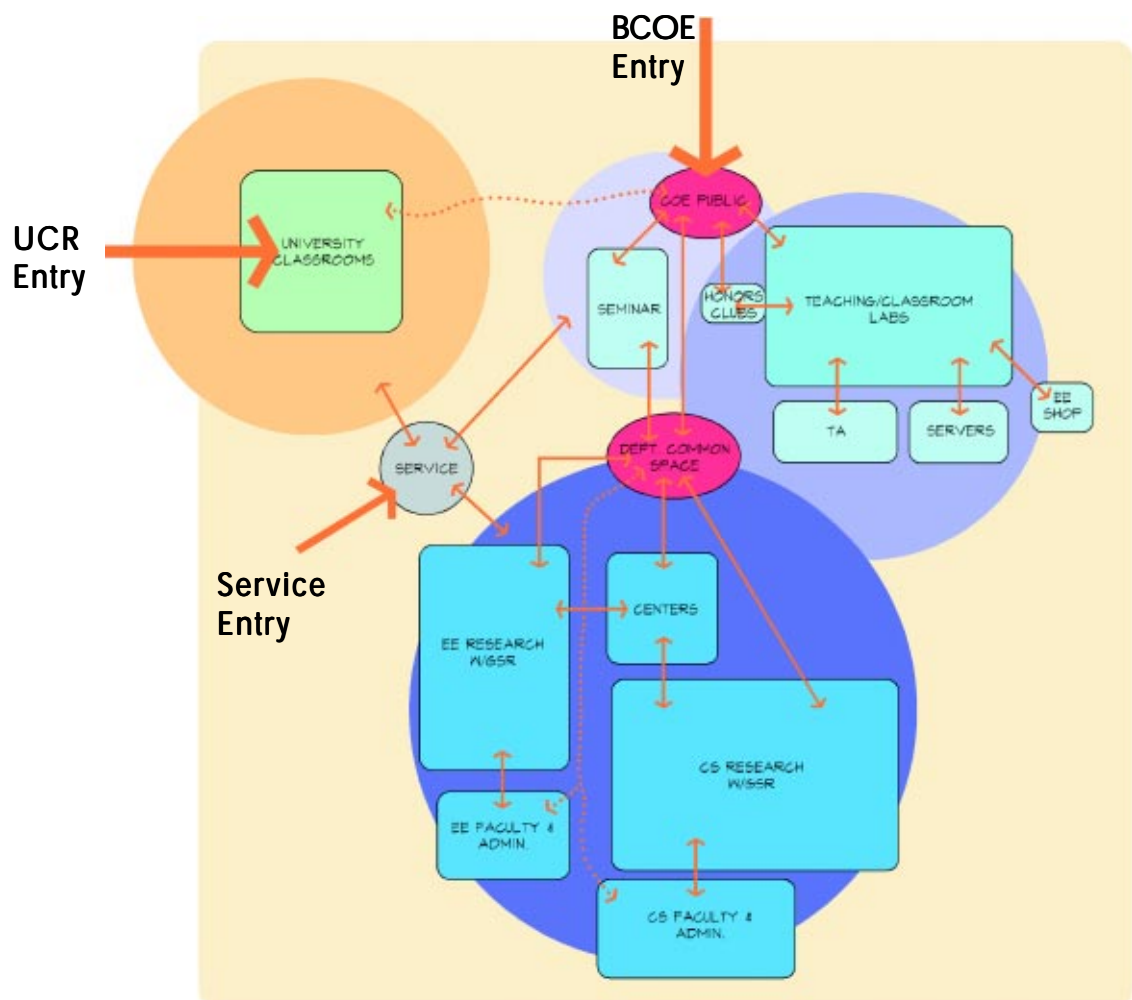 BCOE
Entry
COE PUBLIC
UCR
Entry
UNIVERSITY
CLASSROOMS
SEMINAR
HONORS
CLUBS
TEACHING/CLASSROOM
LABS
EE
SHOP
TA
SERVERS
SERVICE
DEPT. COMMON
SPACE
Service
Entry
CENTERS
EE RESEARCH
W/GSR
CS RESEARCH
W/GSR
EE FACULTY &
ADMIN.
CS FACULTY &
ADMIN.